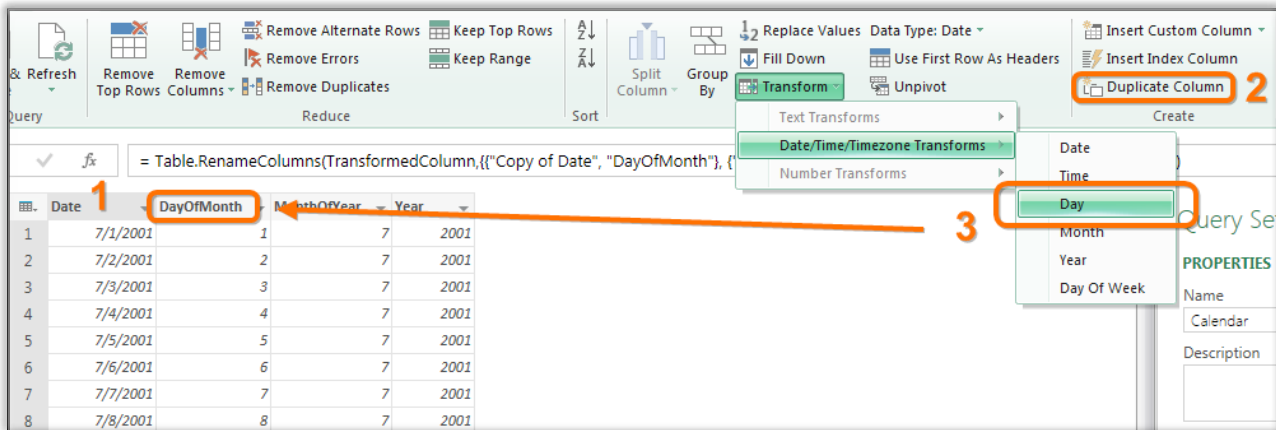 Remove Alternate Rows Keep Top Rows Replace Values Data Type: Date Insert Custom Column
& Refresh Remove Top Rows Remove Columns Remove Errors Keep Range Split Column Group By Fill Down Use First Row As Headers Insert Index Column
Remove Duplicates Transform Unpivot Duplicate Column 2
Query Reduce Sort Text Transforms Create
Date/Time/Timezone Transforms Date
Number Transforms Time
Day
Month
Year
Day Of Week
fx = Table.RenameColumns(TransformedColumn,{{"Copy of Date", "DayOfMonth"}, {" )
1
3
Date DayOfMonth MonthOfYear Year
1 7/1/2001 1 7 2001
2 7/2/2001 2 7 2001
3 7/3/2001 3 7 2001
4 7/4/2001 4 7 2001
5 7/5/2001 5 7 2001
6 7/6/2001 6 7 2001
7 7/7/2001 7 7 2001
8 7/8/2001 8 7 2001
Query Se
PROPERTIES
Name
Calendar
Description